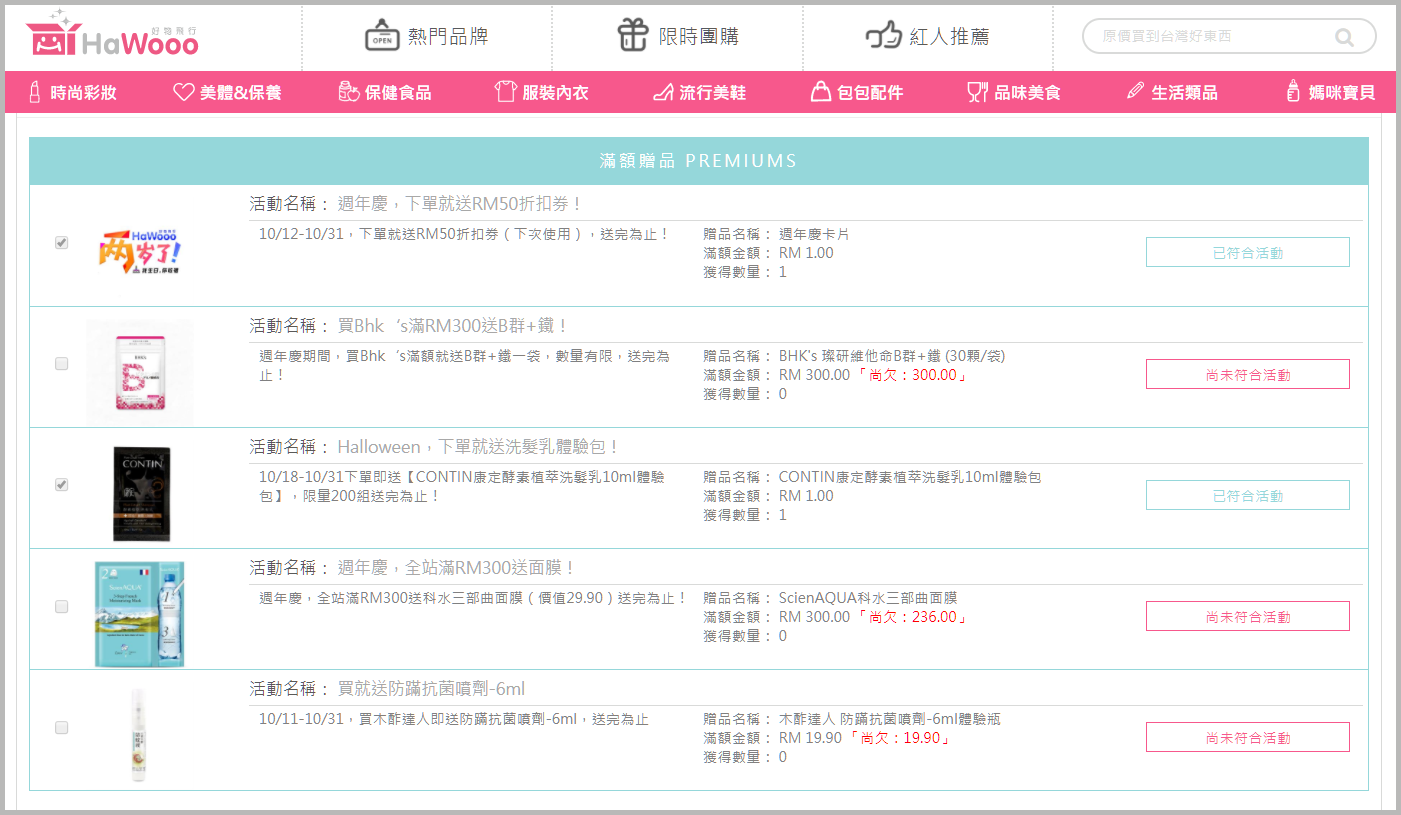 好物飛行
HaWooo
OPEN
熱門品牌
限時團購
紅人推薦
原價買到台灣好東西
時尚彩妝
美體&保養
保健食品
服裝內衣
流行美鞋
包包配件
品味美食
生活類品
媽咪寶貝
滿額贈品 PREMIUMS
HaWooo
两岁了!
活動名稱： 週年慶，下單就送RM50折扣券！
10/12-10/31，下單就送RM50折扣券（下次使用），送完為止！
贈品名稱： 週年慶卡片
滿額金額： RM 1.00
獲得數量： 1
已符合活動
活動名稱： 買Bhk‘s滿RM300送B群+鐵！
週年慶期間，買Bhk‘s滿額就送B群+鐵一袋，數量有限，送完為
止！
贈品名稱： BHK's 璨研維他命B群+鐵 (30顆/袋)
滿額金額： RM 300.00「尚欠：300.00」
獲得數量： 0
尚未符合活動
CONTIN
活動名稱： Halloween，下單就送洗髮乳體驗包！
10/18-10/31下單即送【CONTIN康定酵素植萃洗髮乳10ml體驗
包】，限量200組送完為止！
贈品名稱： CONTIN康定酵素植萃洗髮乳10ml體驗包
滿額金額： RM 1.00
獲得數量： 1
已符合活動
ScienAQUA
活動名稱： 週年慶，全站滿RM300送面膜！
週年慶，全站滿RM300送科水三部曲面膜（價值29.90）送完為止！
贈品名稱： ScienAQUA科水三部曲面膜
滿額金額： RM 300.00「尚欠：236.00」
獲得數量： 0
尚未符合活動
活動名稱： 買就送防蹣抗菌噴劑-6ml
10/11-10/31，買木酢達人即送防蹣抗菌噴劑-6ml，送完為止
贈品名稱： 木酢達人 防蹣抗菌噴劑-6ml體驗瓶
滿額金額： RM 19.90「尚欠：19.90」
獲得數量： 0
尚未符合活動